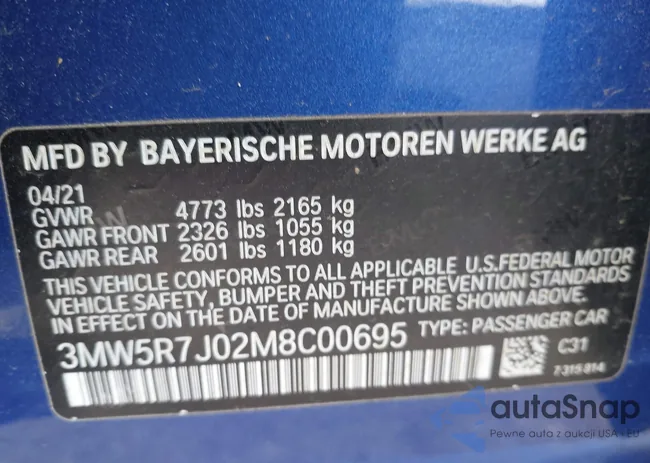 MFD BY BAYERISCHE MOTOREN WERKE AG
04/21
GVWR 4773 lbs 2165 kg
GAWR FRONT 2326 lbs 1055 kg
GAWR REAR 2601 lbs 1180 kg
THIS VEHICLE CONFORMS TO ALL APPLICABLE U.S.FEDERAL MOTOR
VEHICLE SAFETY, BUMPER AND THEFT PREVENTION STANDARDS
IN EFFECT ON THE DATE OF MANUFACTURE SHOWN ABOVE.
3MW5R7J02M8C00695 TYPE: PASSENGER CAR
C31
7315814
autaSnap
Pewne auta z aukcji USA - EU